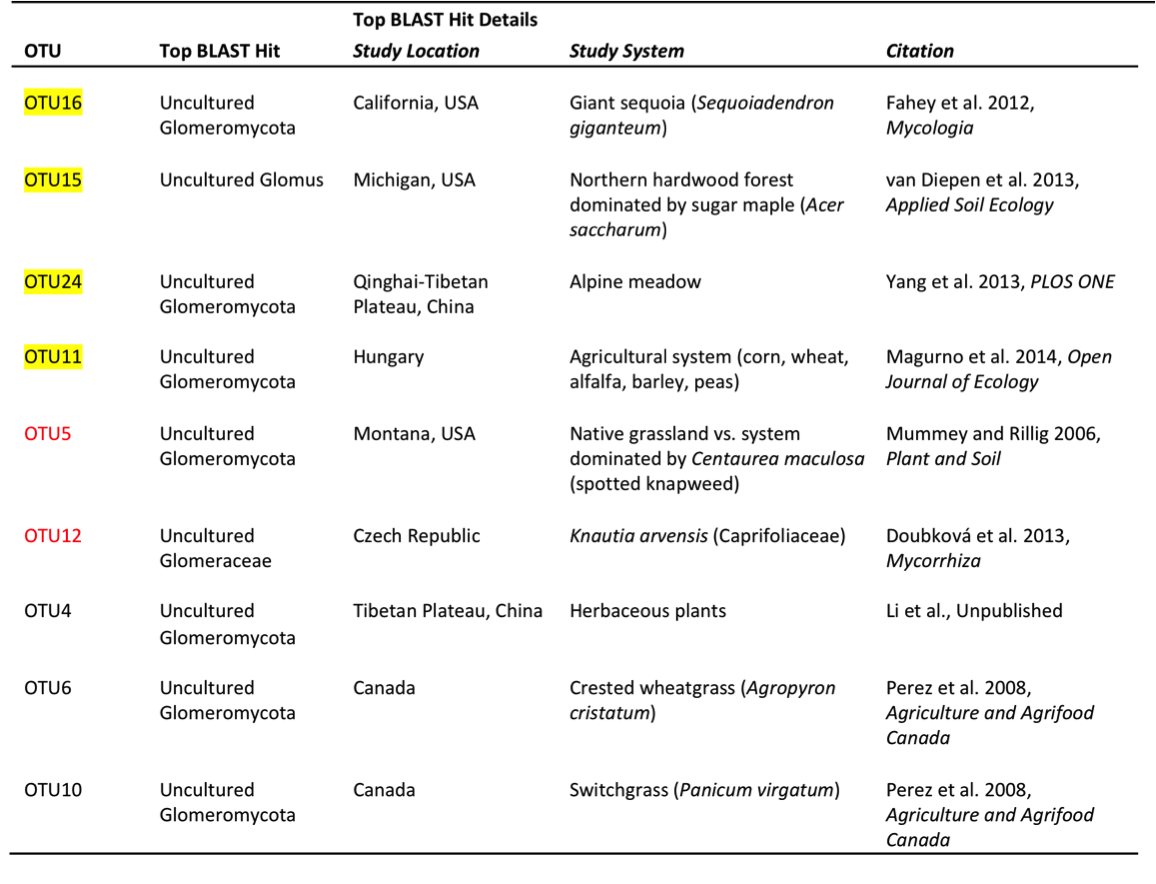 Top BLAST Hit Details
OTU Top BLAST Hit Study Location Study System Citation
OTU16 Uncultured California, USA Giant sequoia (Sequoiadendron Fahey et al. 2012,
Glomeromycota giganteum) Mycologia
OTU15 Uncultured Glomus Michigan, USA Northern hardwood forest van Diepen et al. 2013,
dominated by sugar maple (Acer Applied Soil Ecology
saccharum)
OTU24 Uncultured Qinghai-Tibetan Alpine meadow Yang et al. 2013, PLOS ONE
Glomeromycota Plateau, China
OTU11 Uncultured Hungary Agricultural system (corn, wheat, Magurno et al. 2014, Open
Glomeromycota alfalfa, barley, peas) Journal of Ecology
OTU5 Uncultured Montana, USA Native grassland vs. system Mummey and Rillig 2006,
Glomeromycota dominated by Centaurea maculosa Plant and Soil
(spotted knapweed)
OTU12 Uncultured Czech Republic Knautia arvensis (Caprifoliaceae) Doubková et al. 2013,
Glomeraceae Mycorrhiza
OTU4 Uncultured Tibetan Plateau, China Herbaceous plants Li et al., Unpublished
Glomeromycota
OTU6 Uncultured Canada Crested wheatgrass (Agropyron Perez et al. 2008,
Glomeromycota cristatum) Agriculture and Agrifood
Canada
OTU10 Uncultured Canada Switchgrass (Panicum virgatum) Perez et al. 2008,
Glomeromycota Agriculture and Agrifood
Canada